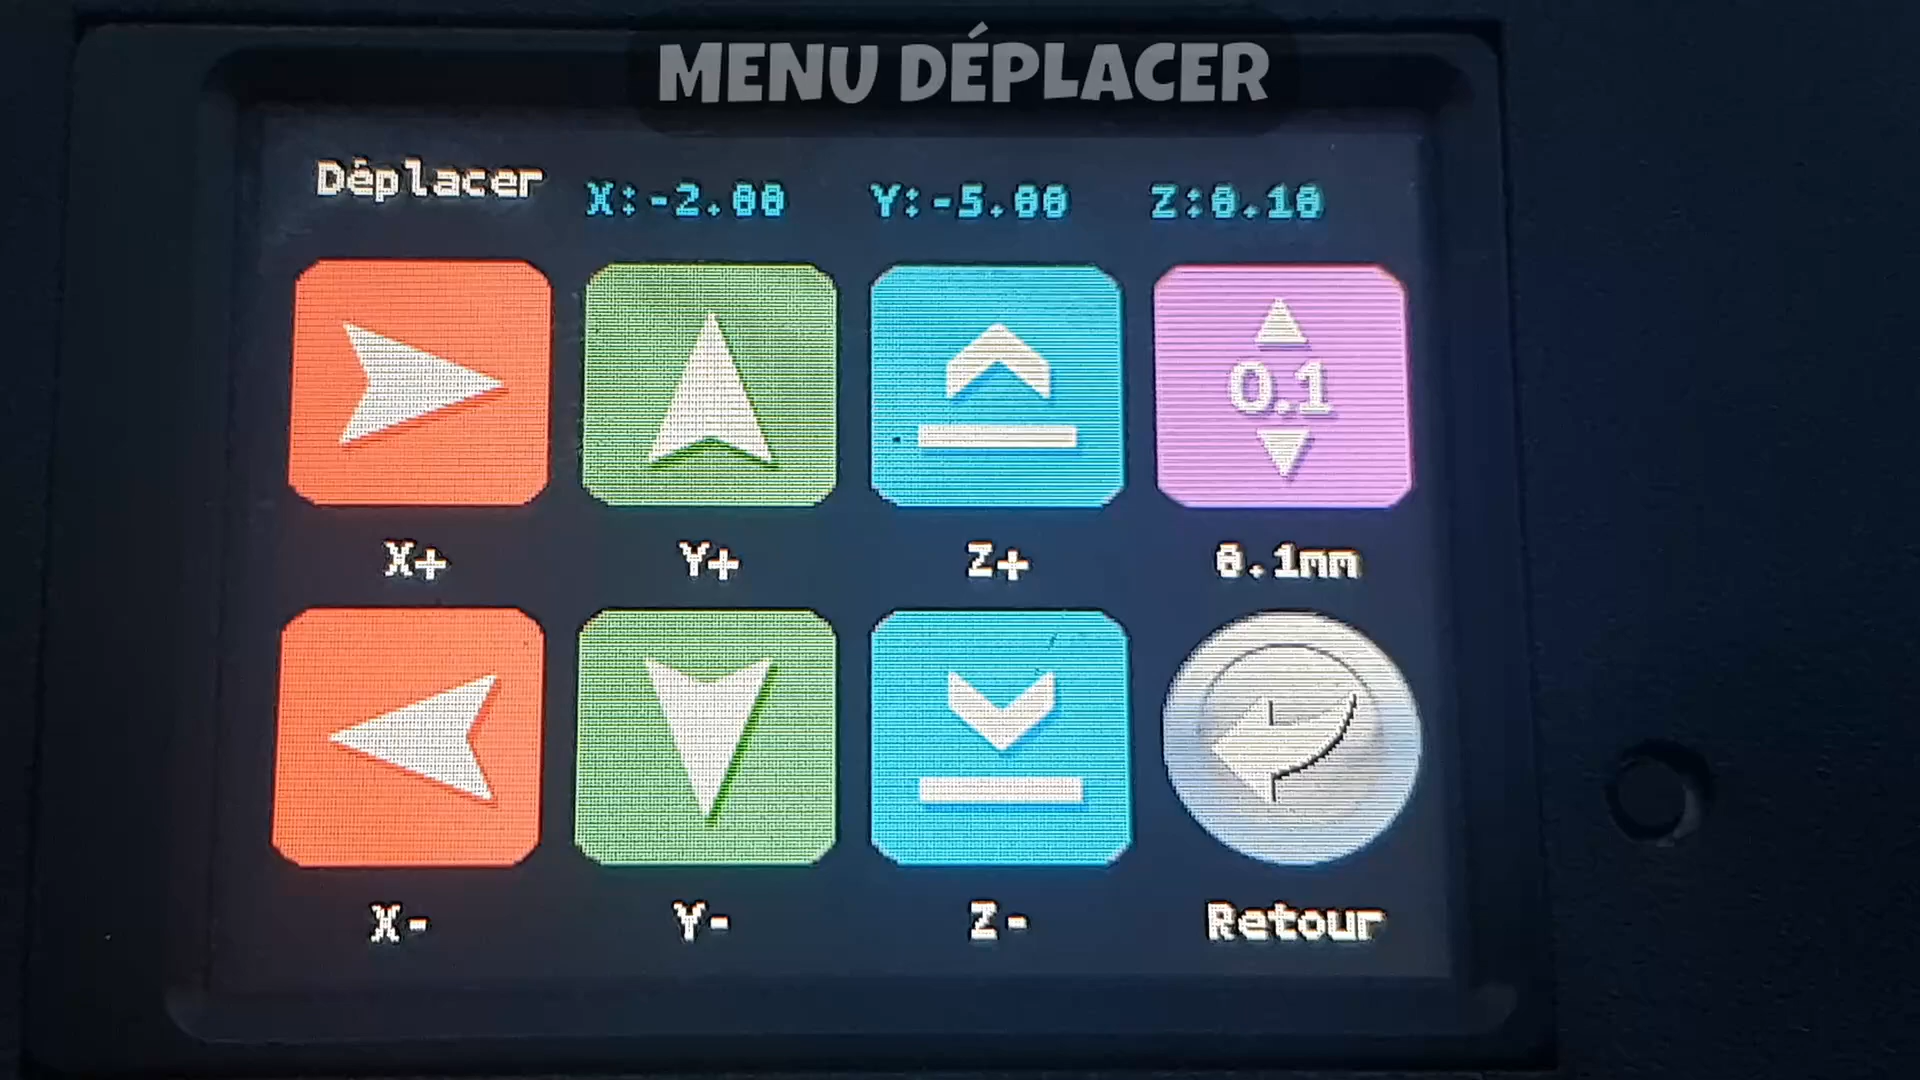 MENU DÉPLACER
Déplacer X:-2.00 Y:-5.00 Z:0.10
0.1
X+ Y+ Z+ 0.1mm
X- Y- Z- Retour